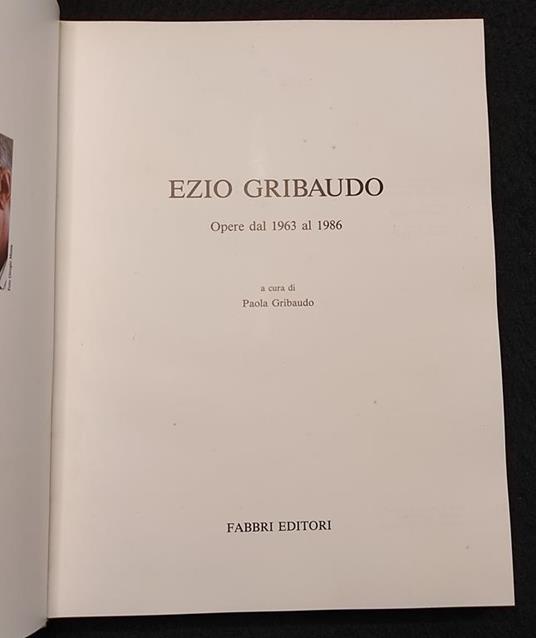 EZIO GRIBAUDO
Opere dal 1963 al 1986
a cura di
Paola Gribaudo
FABBRI EDITORI